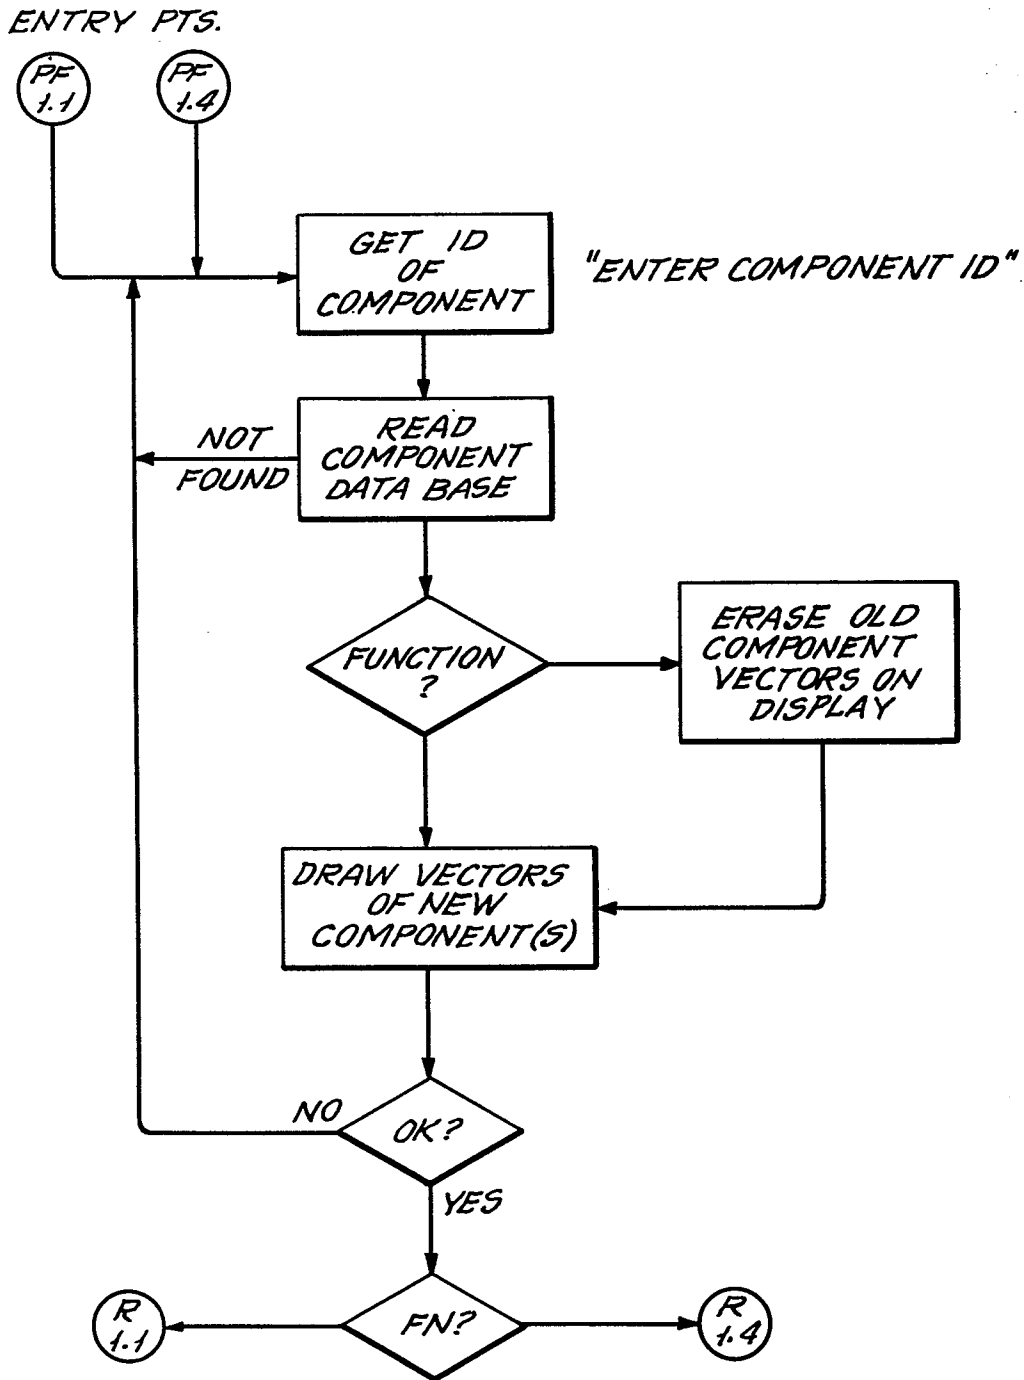 ENTRY PTS.
PF
1.1
PF
1.4
GET ID
OF
COMPONENT
"ENTER COMPONENT ID"
NOT
FOUND
READ
COMPONENT
DATA BASE
FUNCTION
?
ERASE OLD
COMPONENT
VECTORS ON
DISPLAY
DRAW VECTORS
OF NEW
COMPONENT(S)
NO
OK?
YES
R
1.1
FN?
R
1.4